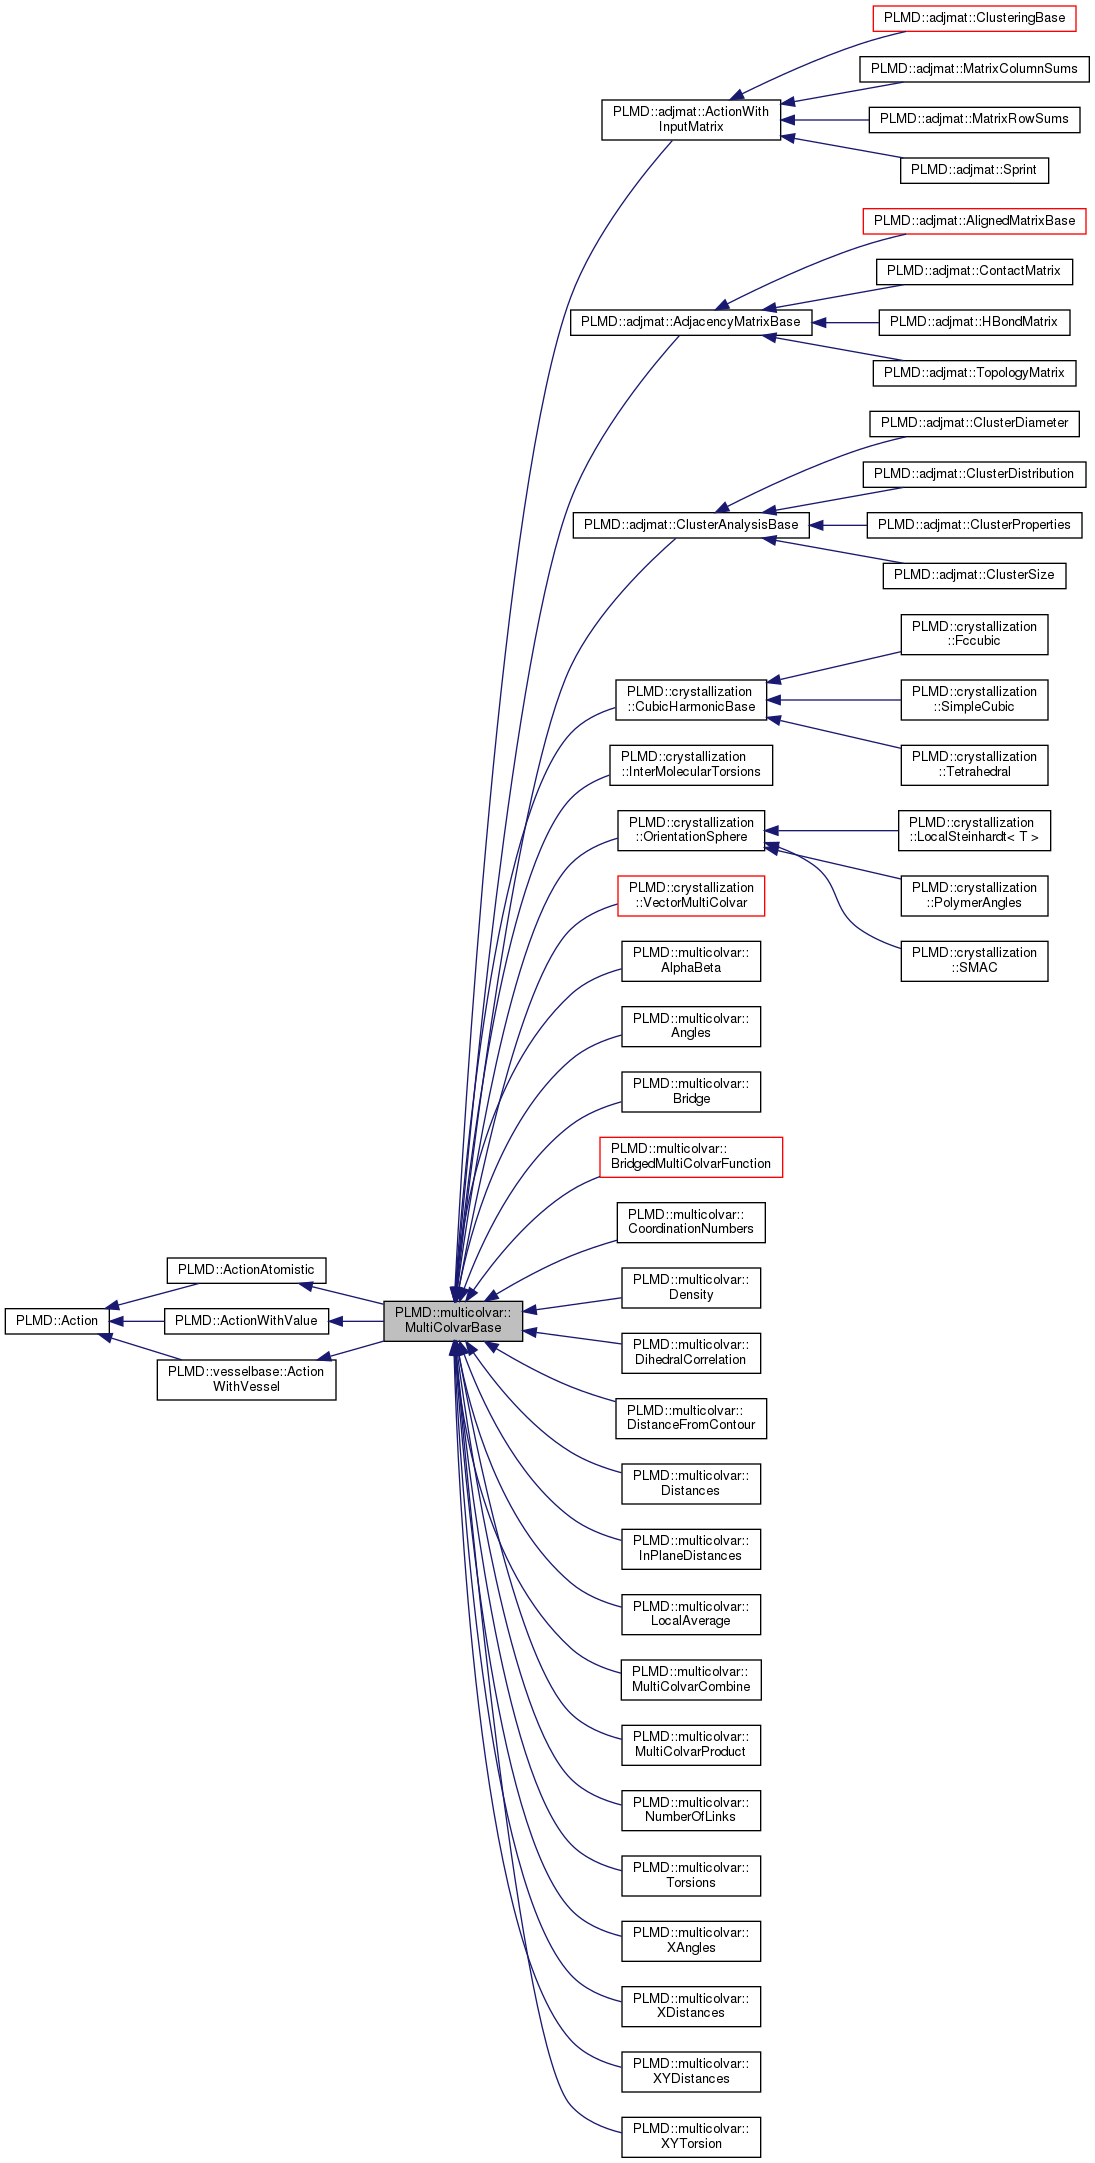 PLMD::adjmat::ClusteringBase
PLMD::adjmat::MatrixColumnSums
PLMD::adjmat::ActionWith
InputMatrix
PLMD::adjmat::MatrixRowSums
PLMD::adjmat::Sprint
PLMD::adjmat::AlignedMatrixBase
PLMD::adjmat::ContactMatrix
PLMD::adjmat::AdjacencyMatrixBase
PLMD::adjmat::HBondMatrix
PLMD::adjmat::TopologyMatrix
PLMD::adjmat::ClusterDiameter
PLMD::adjmat::ClusterDistribution
PLMD::adjmat::ClusterAnalysisBase
PLMD::adjmat::ClusterProperties
PLMD::adjmat::ClusterSize
PLMD::crystallization
::Fccubic
PLMD::crystallization
::CubicHarmonicBase
PLMD::crystallization
::SimpleCubic
PLMD::crystallization
::InterMolecularTorsions
PLMD::crystallization
::Tetrahedral
PLMD::crystallization
::OrientationSphere
PLMD::crystallization
::LocalSteinhardt< T >
PLMD::crystallization
::VectorMultiColvar
PLMD::crystallization
::PolymerAngles
PLMD::multicolvar::
AlphaBeta
PLMD::crystallization
::SMAC
PLMD::multicolvar::
Angles
PLMD::multicolvar::
Bridge
PLMD::multicolvar::
BridgedMultiColvarFunction
PLMD::multicolvar::
CoordinationNumbers
PLMD::ActionAtomistic
PLMD::multicolvar::
Density
PLMD::Action
PLMD::ActionWithValue
PLMD::multicolvar::
MultiColvarBase
PLMD::multicolvar::
DihedralCorrelation
PLMD::vesselbase::Action
WithVessel
PLMD::multicolvar::
DistanceFromContour
PLMD::multicolvar::
Distances
PLMD::multicolvar::
InPlaneDistances
PLMD::multicolvar::
LocalAverage
PLMD::multicolvar::
MultiColvarCombine
PLMD::multicolvar::
MultiColvarProduct
PLMD::multicolvar::
NumberOfLinks
PLMD::multicolvar::
Torsions
PLMD::multicolvar::
XAngles
PLMD::multicolvar::
XDistances
PLMD::multicolvar::
XYDistances
PLMD::multicolvar::
XYTorsion